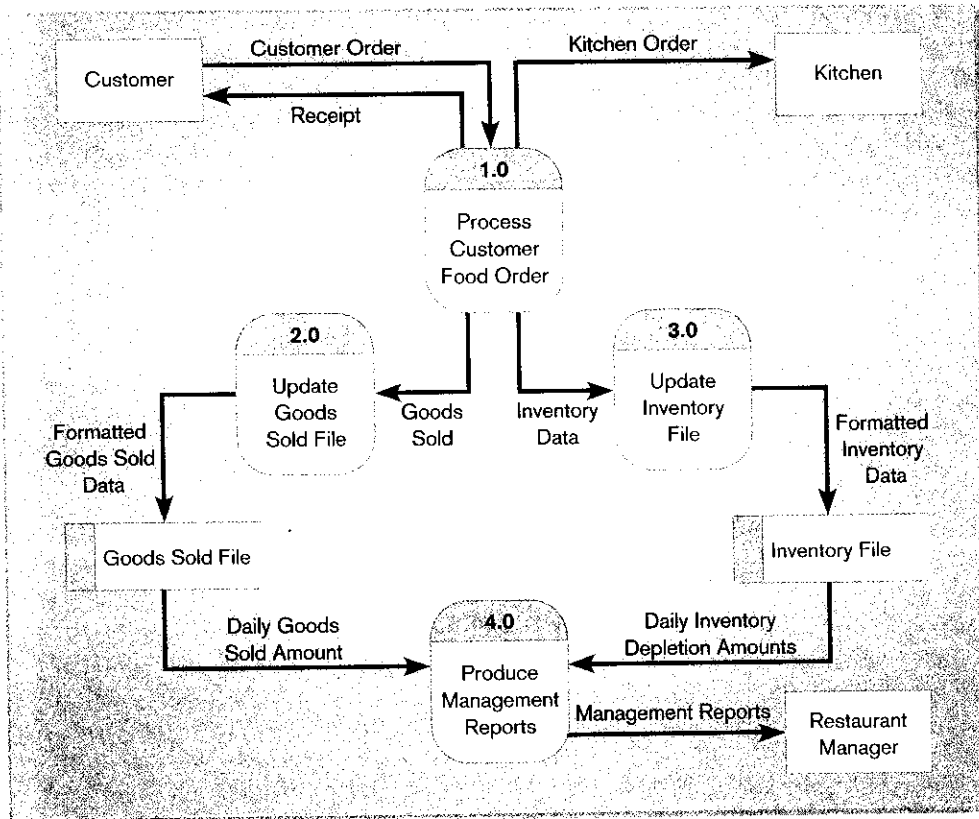 Customer Order
Kitchen Order
Customer
Kitchen
Receipt
1.0
Process
Customer
Food Order
2.0
Update
Goods
Sold File
Goods
Sold
Inventory
Data
3.0
Update
Inventory
File
Formatted
Goods Sold
Data
Formatted
Inventory
Data
Goods Sold File
Inventory File
Daily Goods
Sold Amount
4.0
Produce
Management
Reports
Daily Inventory
Depletion Amounts
Management Reports
Restaurant
Manager